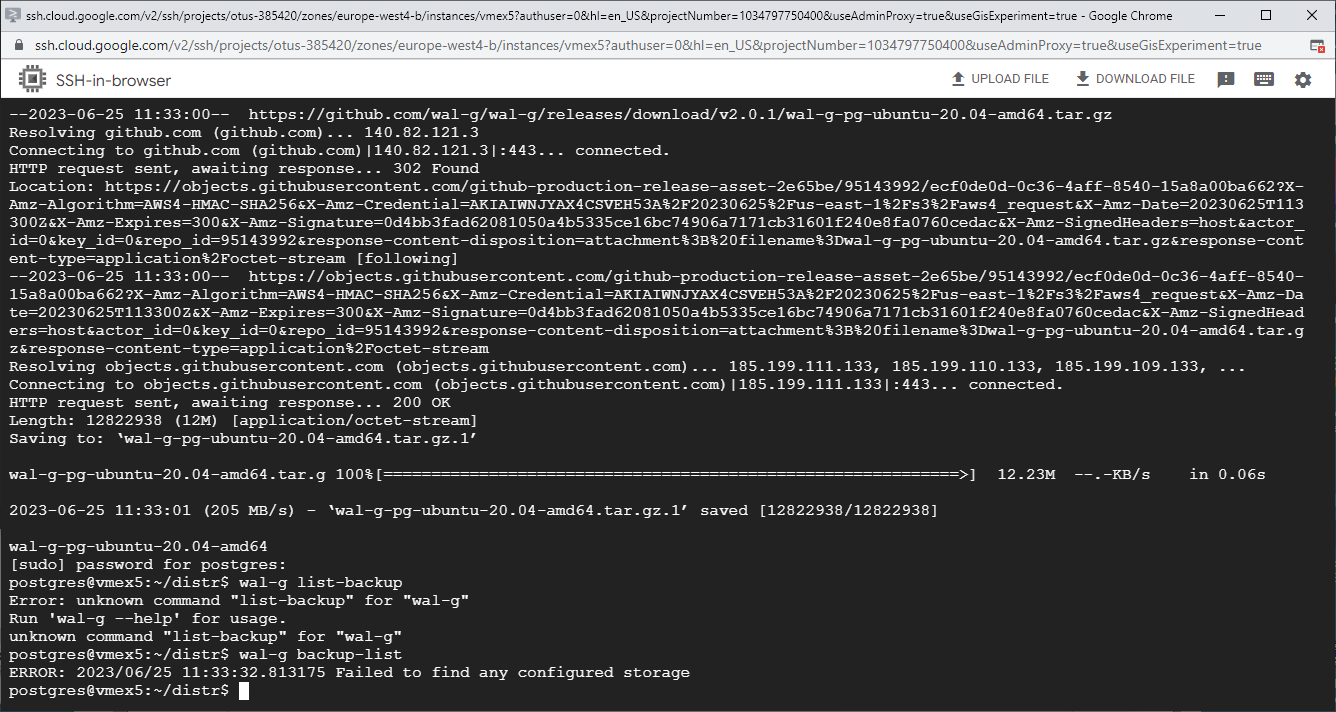 ssh.cloud.google.com/v2/ssh/projects/otus-385420/zones/europe-west4-b/instances/vmex5?authuser=0&hl=en_US&projectNumber=1034797750400&useAdminProxy=true&useGisExperiment=true - Google Chrome
ssh.cloud.google.com/v2/ssh/projects/otus-385420/zones/europe-west4-b/instances/vmex5?authuser=0&hl=en_US&projectNumber=1034797750400&useAdminProxy=true&useGisExperiment=true
SSH-in-browser
UPLOAD FILE
DOWNLOAD FILE
--2023-06-25 11:33:00--  https://github.com/wal-g/wal-g/releases/download/v2.0.1/wal-g-pg-ubuntu-20.04-amd64.tar.gz
Resolving github.com (github.com)... 140.82.121.3
Connecting to github.com (github.com)|140.82.121.3|:443... connected.
HTTP request sent, awaiting response... 302 Found
Location: https://objects.githubusercontent.com/github-production-release-asset-2e65be/95143992/ecf0de0d-0c36-4aff-8540-15a8a00ba662?X-
Amz-Algorithm=AWS4-HMAC-SHA256&X-Amz-Credential=AKIAIWNJYAX4CSVEH53A%2F20230625%2Fus-east-1%2Fs3%2Faws4_request&X-Amz-Date=20230625T113
300Z&X-Amz-Expires=300&X-Amz-Signature=0d4bb3fad62081050a4b5335ce16bc74906a7171cb31601f240e8fa0760cedac&X-Amz-SignedHeaders=host&actor_
id=0&key_id=0&repo_id=95143992&response-content-disposition=attachment%3B%20filename%3Dwal-g-pg-ubuntu-20.04-amd64.tar.gz&response-cont
ent-type=application%2Foctet-stream [following]
--2023-06-25 11:33:00--  https://objects.githubusercontent.com/github-production-release-asset-2e65be/95143992/ecf0de0d-0c36-4aff-8540-
15a8a00ba662?X-Amz-Algorithm=AWS4-HMAC-SHA256&X-Amz-Credential=AKIAIWNJYAX4CSVEH53A%2F20230625%2Fus-east-1%2Fs3%2Faws4_request&X-Amz-Da
te=20230625T113300Z&X-Amz-Expires=300&X-Amz-Signature=0d4bb3fad62081050a4b5335ce16bc74906a7171cb31601f240e8fa0760cedac&X-Amz-SignedHead
ers=host&actor_id=0&key_id=0&repo_id=95143992&response-content-disposition=attachment%3B%20filename%3Dwal-g-pg-ubuntu-20.04-amd64.tar.g
z&response-content-type=application%2Foctet-stream
Resolving objects.githubusercontent.com (objects.githubusercontent.com)... 185.199.111.133, 185.199.110.133, 185.199.109.133, ...
Connecting to objects.githubusercontent.com (objects.githubusercontent.com)|185.199.111.133|:443... connected.
HTTP request sent, awaiting response... 200 OK
Length: 12822938 (12M) [application/octet-stream]
Saving to: ‘wal-g-pg-ubuntu-20.04-amd64.tar.gz.1’
wal-g-pg-ubuntu-20.04-amd64.tar.g 100%[============================================================>]  12.23M  --.-KB/s    in 0.06s
2023-06-25 11:33:01 (205 MB/s) - ‘wal-g-pg-ubuntu-20.04-amd64.tar.gz.1’ saved [12822938/12822938]
wal-g-pg-ubuntu-20.04-amd64
[sudo] password for postgres:
postgres@vmex5:~/distr$ wal-g list-backup
Error: unknown command "list-backup" for "wal-g"
Run 'wal-g --help' for usage.
unknown command "list-backup" for "wal-g"
postgres@vmex5:~/distr$ wal-g backup-list
ERROR: 2023/06/25 11:33:32.813175 Failed to find any configured storage
postgres@vmex5:~/distr$